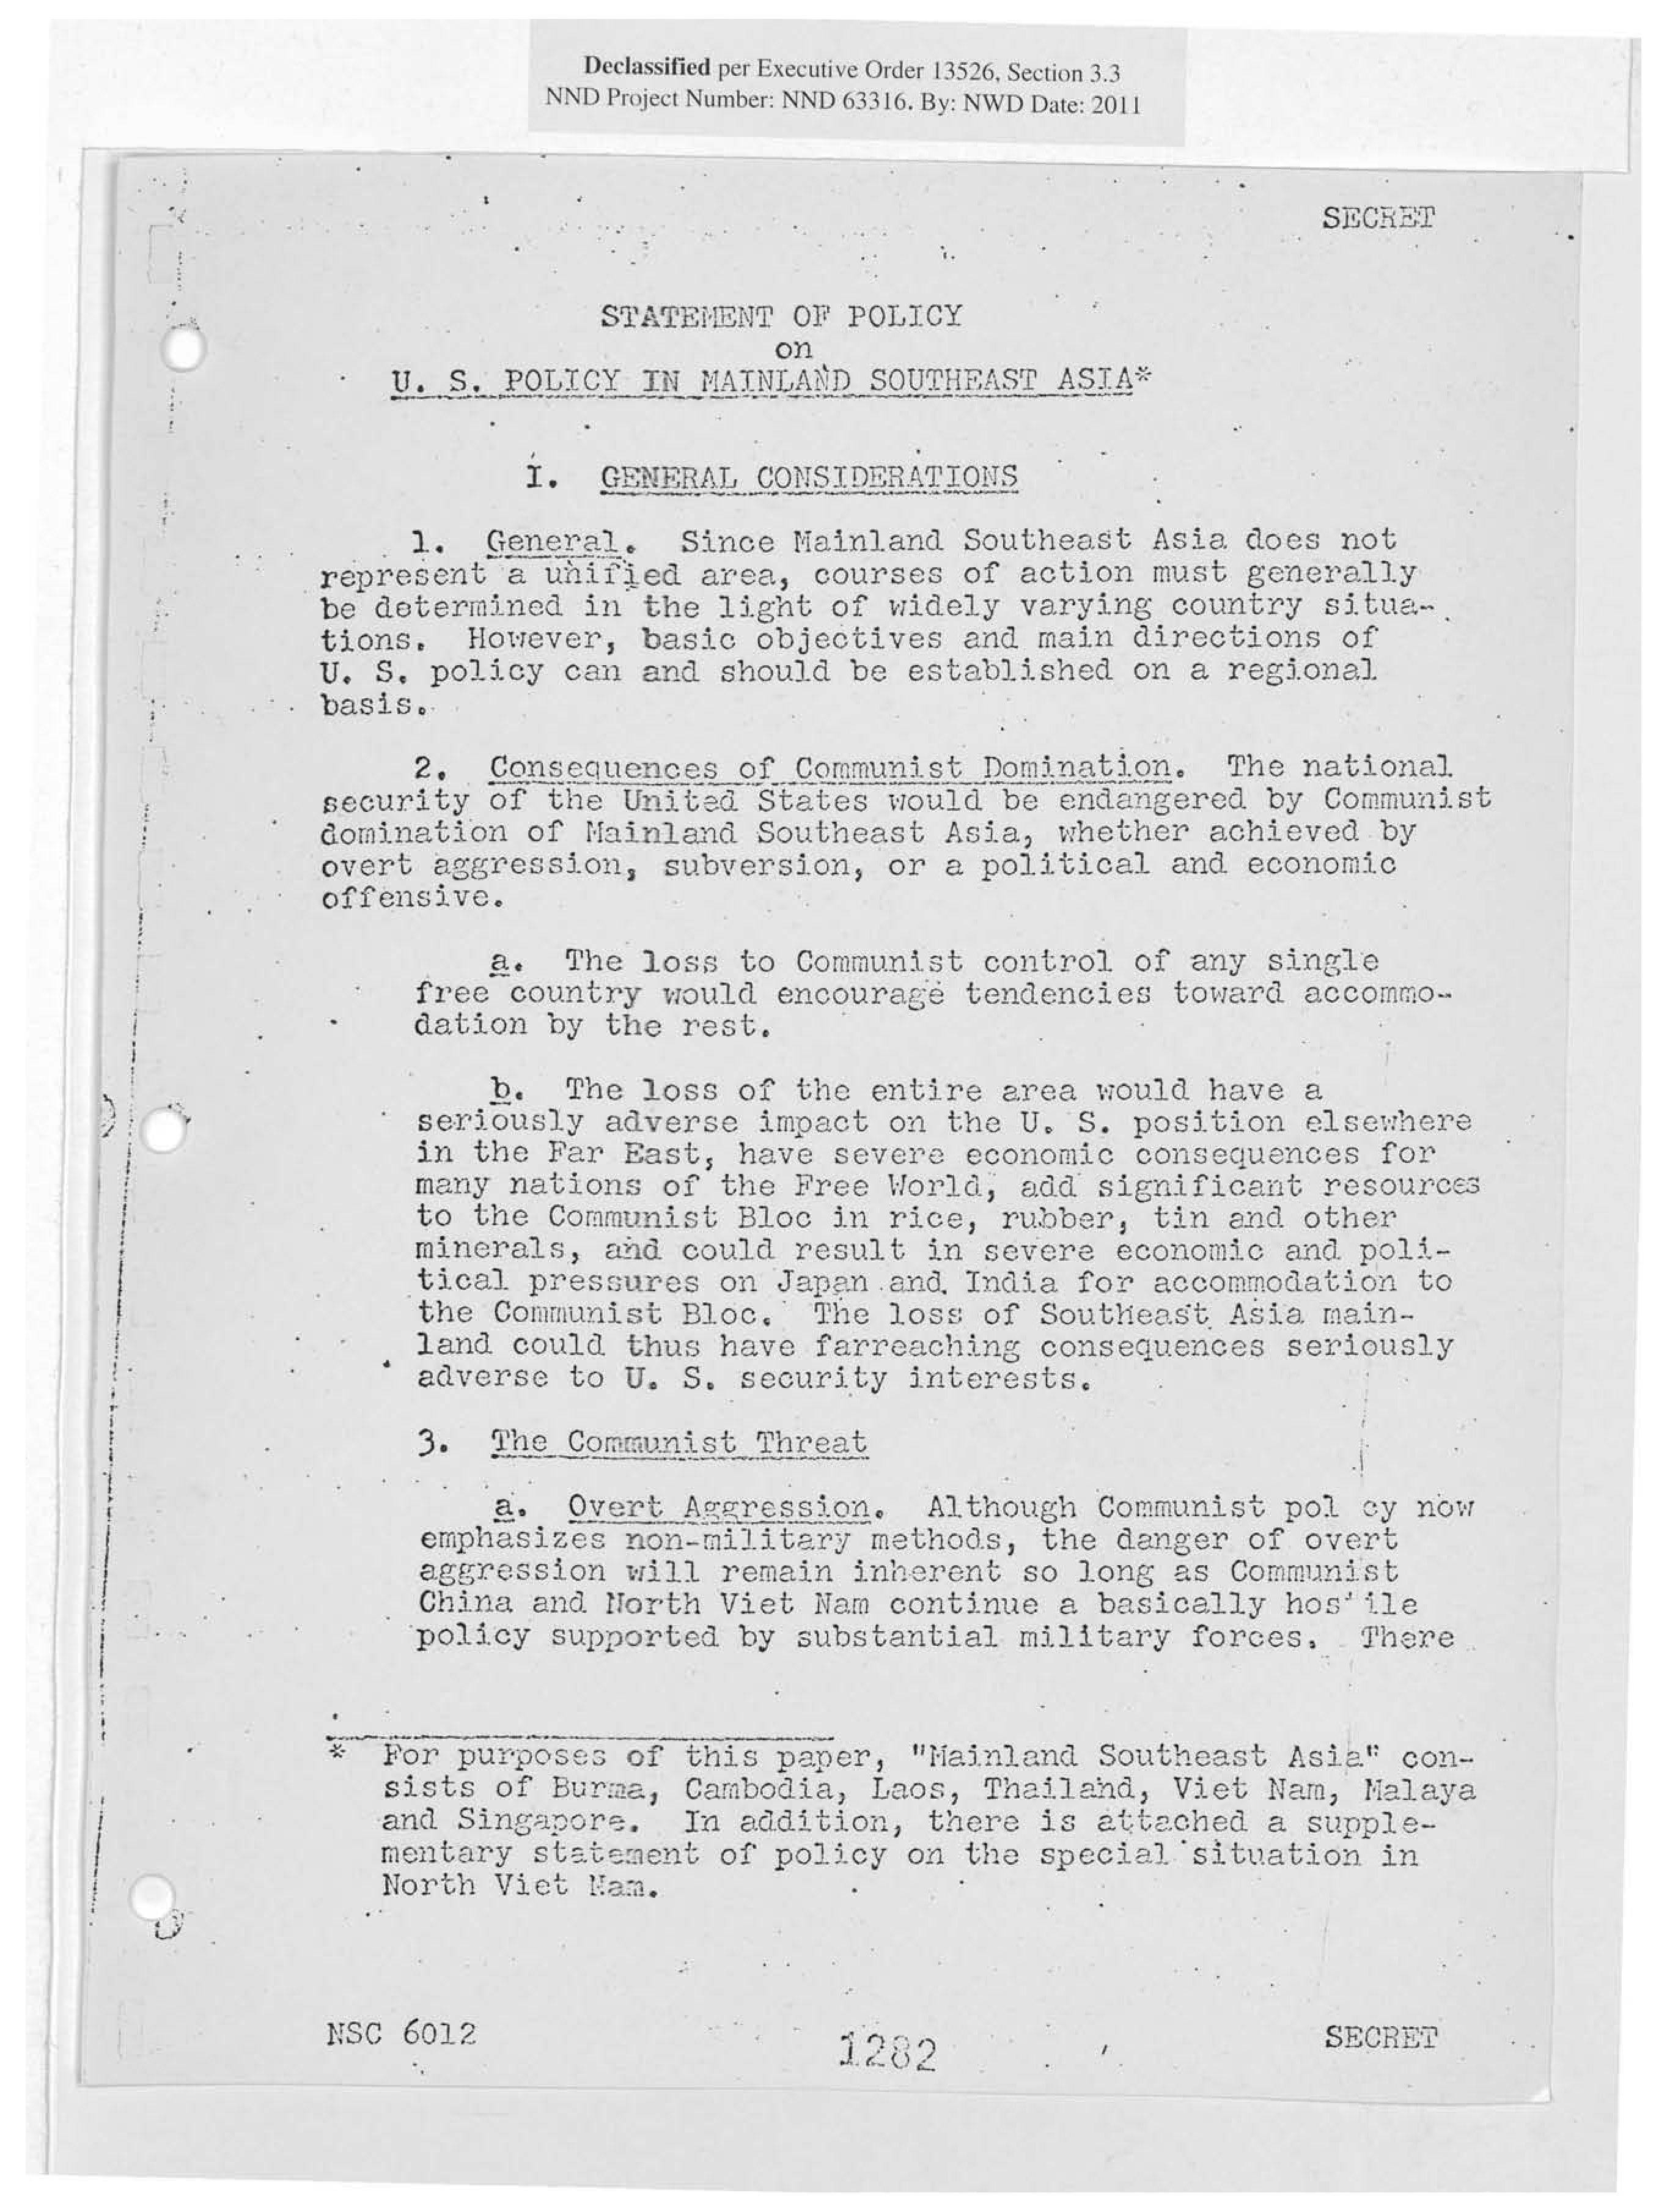 Declassified per Executive Order 13526, Section 3.3
NND Project Number: NND 63316. By: NWD Date: 2011
SECRET
STATEMENT OF POLICY
on
U. S. POLICY IN MAINLAND SOUTHEAST ASIA*
I. GENERAL CONSIDERATIONS
1. General. Since Mainland Southeast Asia does not
represent a unified area, courses of action must generally
be determined in the light of widely varying country situa-
tions. However, basic objectives and main directions of
U. S. policy can and should be established on a regional
basis.
2. Consequences of Communist Domination. The national
security of the United States would be endangered by Communist
domination of Mainland Southeast Asia, whether achieved by
overt aggression, subversion, or a political and economic
offensive.
a. The loss to Communist control of any single
free country would encourage tendencies toward accommo-
dation by the rest.
b. The loss of the entire area would have a
seriously adverse impact on the U. S. position elsewhere
in the Far East, have severe economic consequences for
many nations of the Free World, add significant resources
to the Communist Bloc in rice, rubber, tin and other
minerals, and could result in severe economic and poli-
tical pressures on Japan and India for accommodation to
the Communist Bloc. The loss of Southeast Asia main-
land could thus have farreaching consequences seriously
adverse to U. S. security interests.
3. The Communist Threat
a. Overt Aggression. Although Communist pol cy now
emphasizes non-military methods, the danger of overt
aggression will remain inherent so long as Communist
China and North Viet Nam continue a basically hos'ile
policy supported by substantial military forces. There
* For purposes of this paper, "Mainland Southeast Asia" con-
sists of Burma, Cambodia, Laos, Thailand, Viet Nam, Malaya
and Singapore. In addition, there is attached a supple-
mentary statement of policy on the special situation in
North Viet Nam.
NSC 6012
1282
SECRET